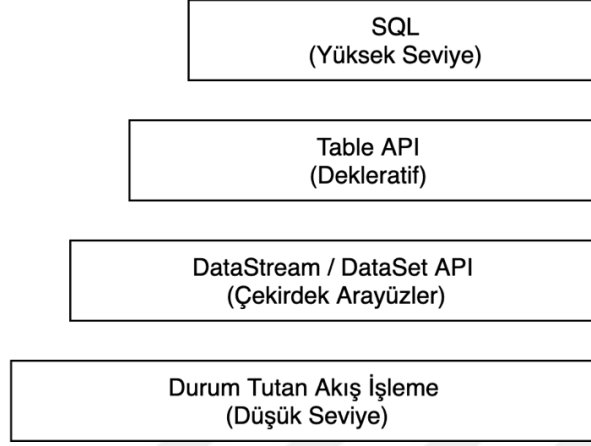 SQL
(Yüksek Seviye)
Table API
(Dekleratif)
DataStream / DataSet API
(Çekirdek Arayüzler)
Durum Tutan Akış İşleme
(Düşük Seviye)